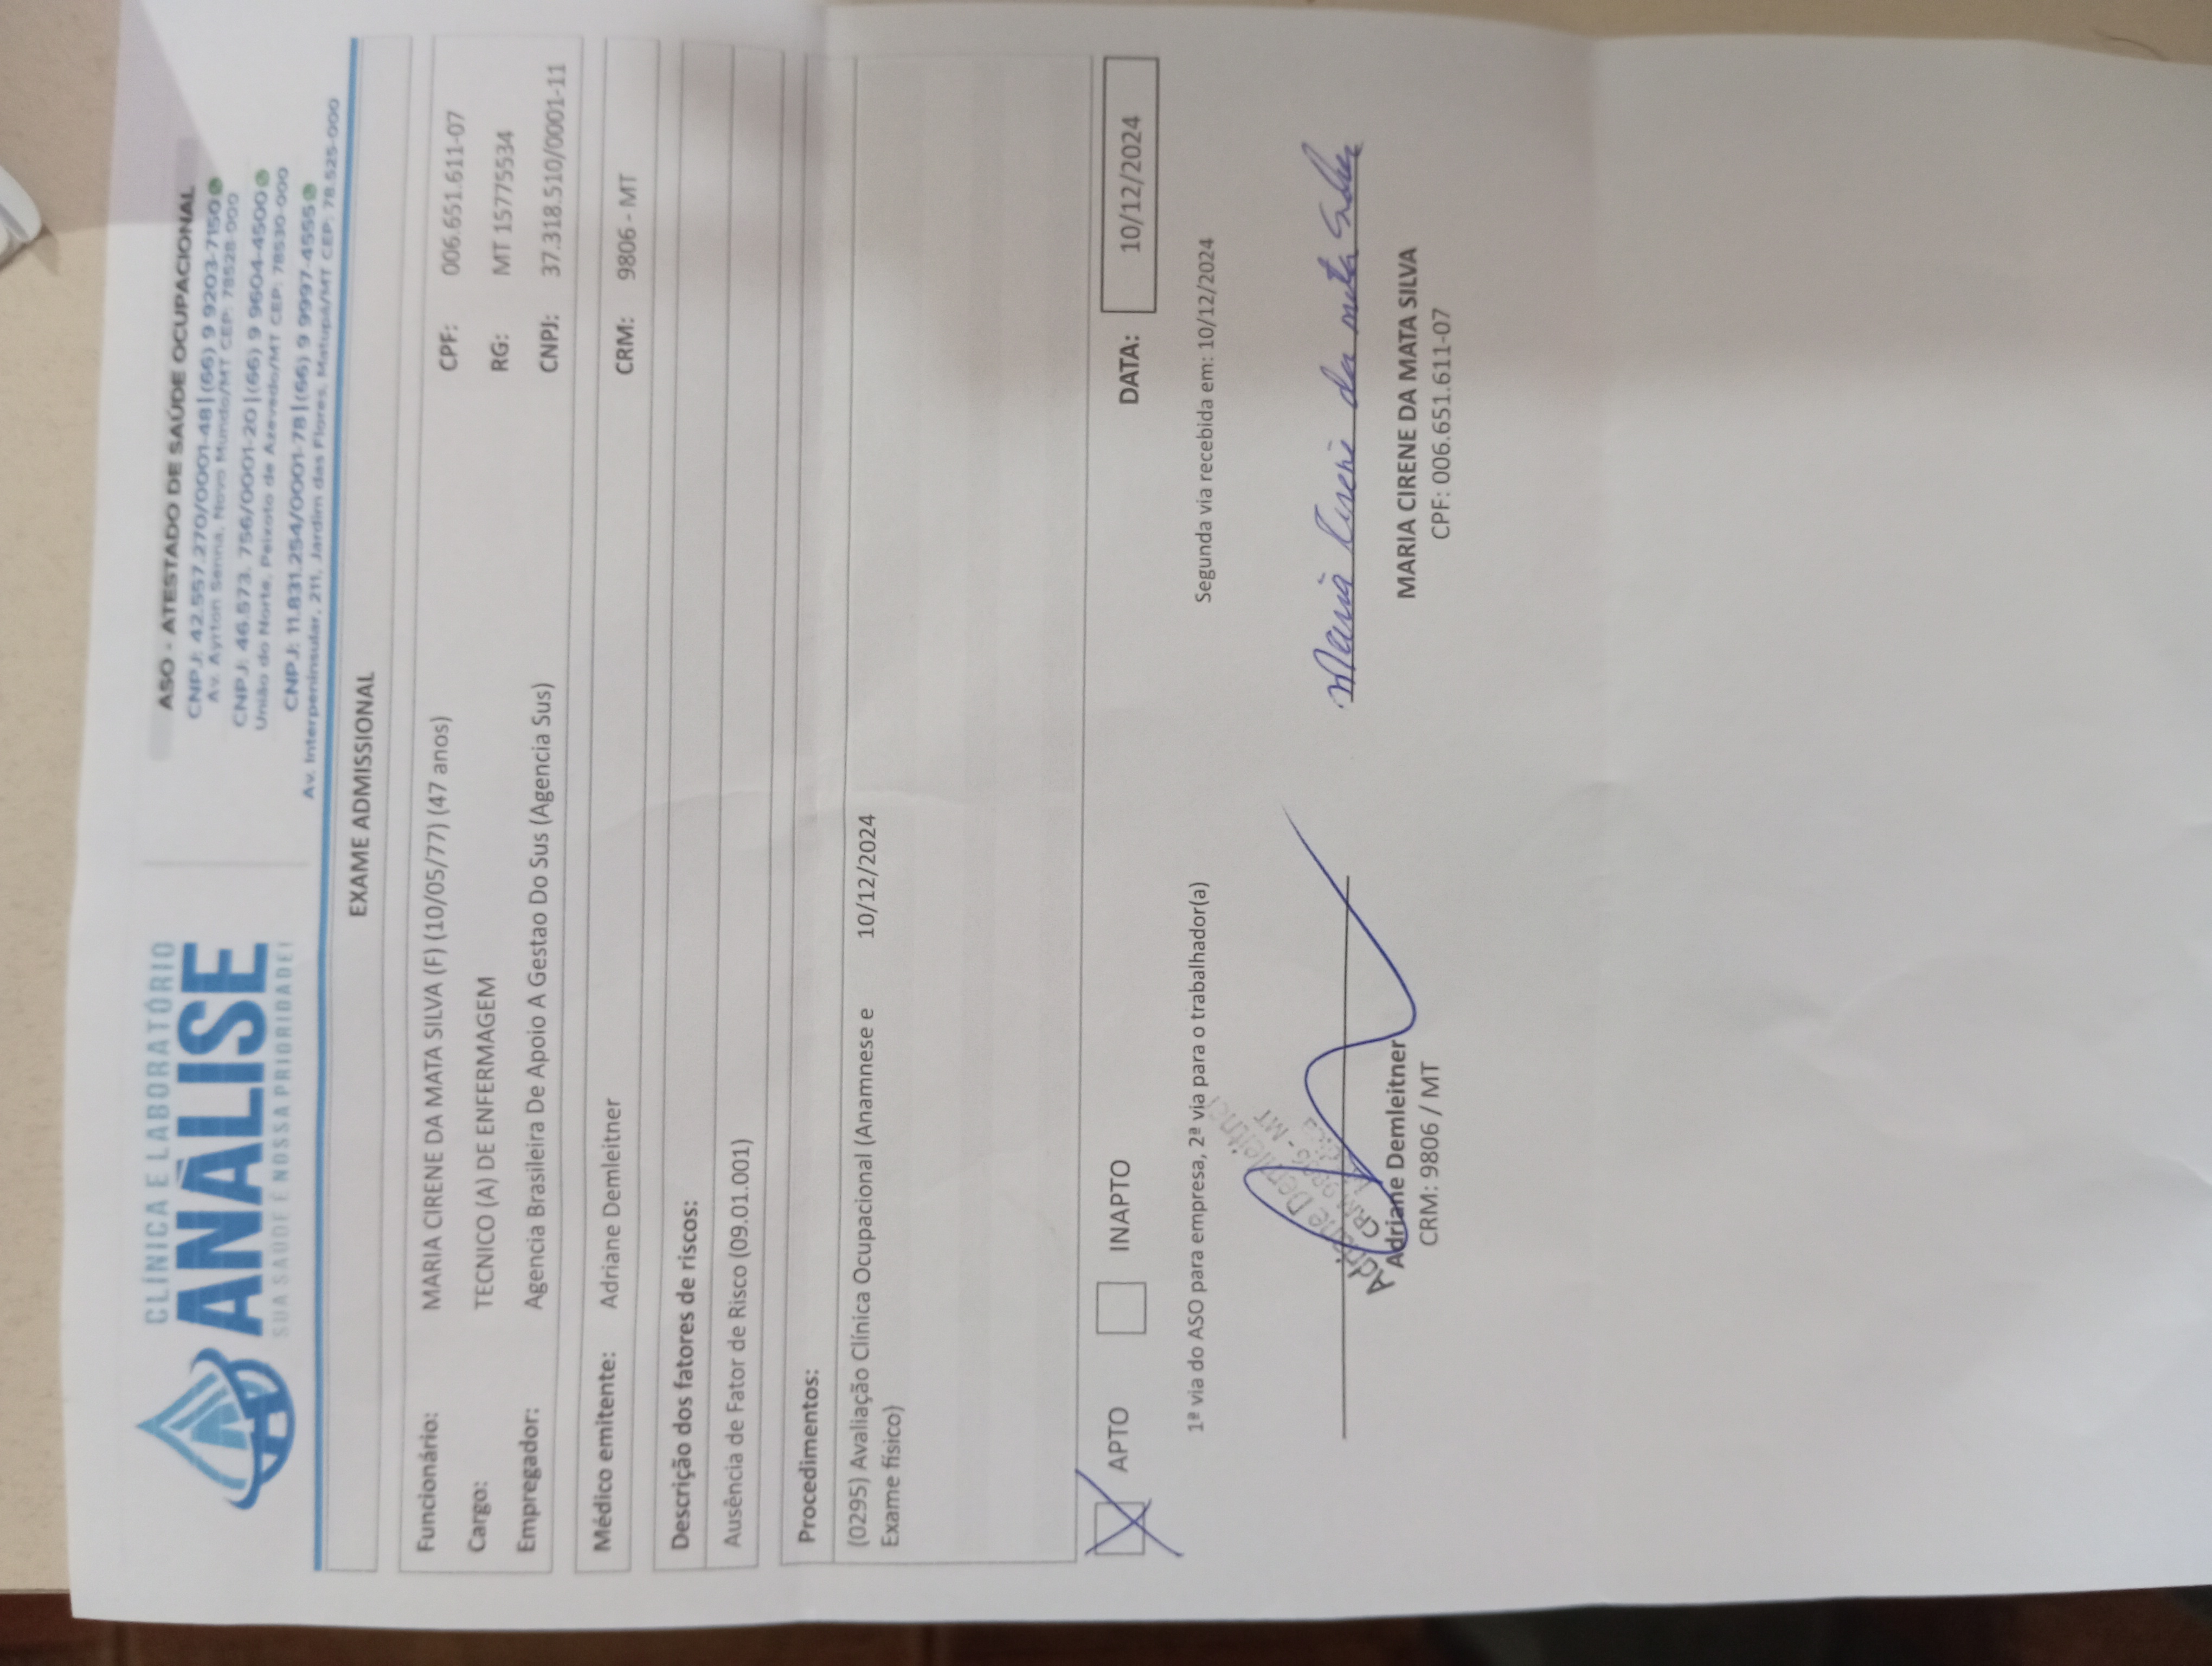 CLÍNICA E LABORATÓRIO
ANÁLISE
SUA SAÚDE É NOSSA PRIORIDADE!
ASO - ATESTADO DE SAÚDE OCUPACIONAL
CNPJ: 42.557.270/0001-48|(66) 9 9203-7150
Av. Ayrton Senna, Novo Mundo/MT CEP: 78528-000
CNPJ: 46.573. 756/0001-20|(66) 9 9604-4500
União do Norte, Peixoto de Azevedo/MT CEP: 78530-000
CNPJ: 11.831.254/0001-78|(66) 9 9997-4555
Av. Interpeninsular, 211, Jardim das Flores, Matupá/MT CEP: 78.525-000
EXAME ADMISSIONAL
Funcionário: MARIA CIRENE DA MATA SILVA (F) (10/05/77) (47 anos) CPF: 006.651.611-07
Cargo: TECNICO (A) DE ENFERMAGEM RG: MT 15775534
Empregador: Agencia Brasileira De Apoio A Gestao Do Sus (Agencia Sus) CNPJ: 37.318.510/0001-11
Médico emitente: Adriane Demleitner CRM: 9806 - MT
Descrição dos fatores de riscos:
Ausência de Fator de Risco (09.01.001)
Procedimentos:
(0295) Avaliação Clínica Ocupacional (Anamnese e 10/12/2024
Exame físico)
APTO INAPTO DATA: 10/12/2024
1ª via do ASO para empresa, 2ª via para o trabalhador(a)
Segunda via recebida em: 10/12/2024
Adriane Demleitner
CRM 9806 - MT
Médica
Maria Cirene da mata Silva
Adriane Demleitner
CRM: 9806 / MT
MARIA CIRENE DA MATA SILVA
CPF: 006.651.611-07